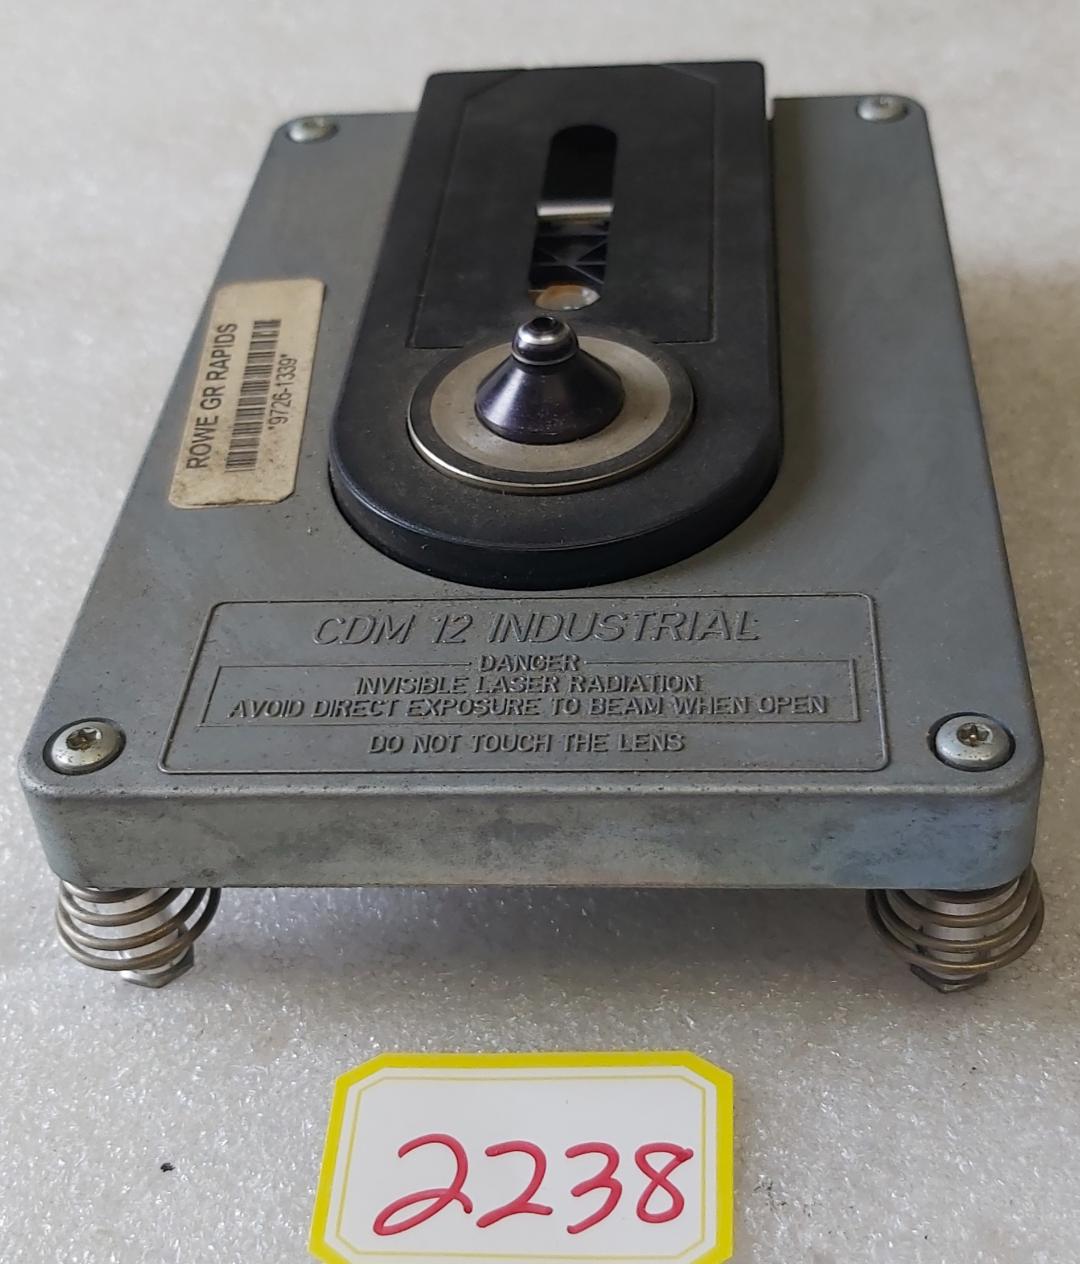 ROWE GR RAPIDS
*9726-1339*
CDM 12 INDUSTRIAL
DANGER
INVISIBLE LASER RADIATION
AVOID DIRECT EXPOSURE TO BEAM WHEN OPEN
DO NOT TOUCH THE LENS
2238